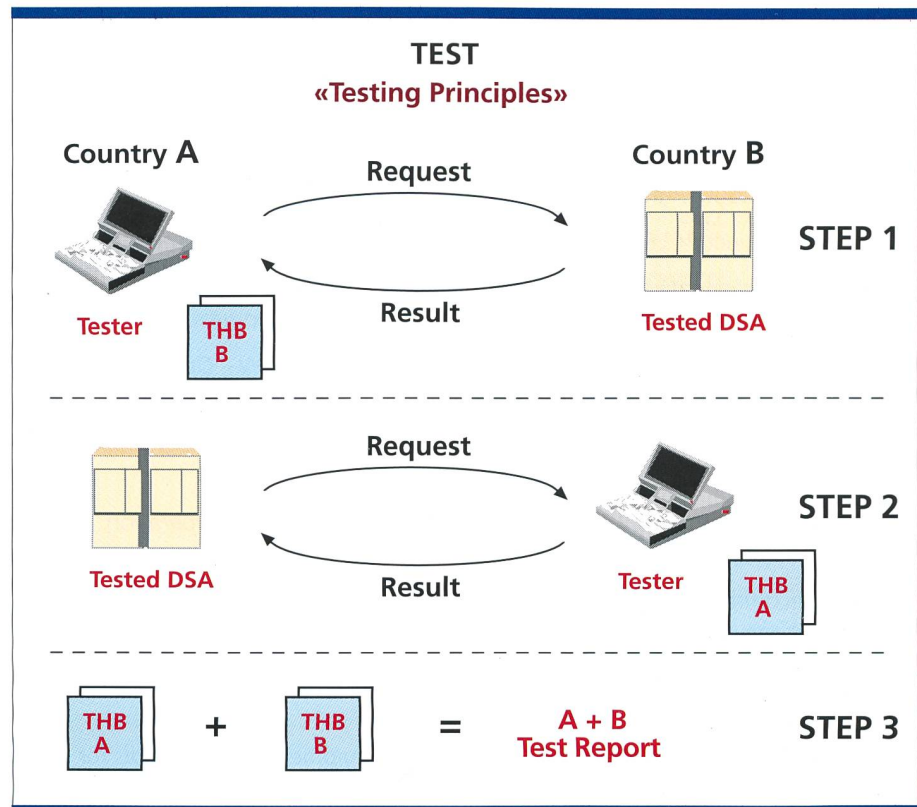 TEST
«Testing Principles»
Country A
Country B
Request
STEP 1
Result
Tester
THB
B
Tested DSA
Request
STEP 2
Result
Tested DSA
Tester
THB
A
THB
A
+
THB
B
=
A + B
Test Report
STEP 3